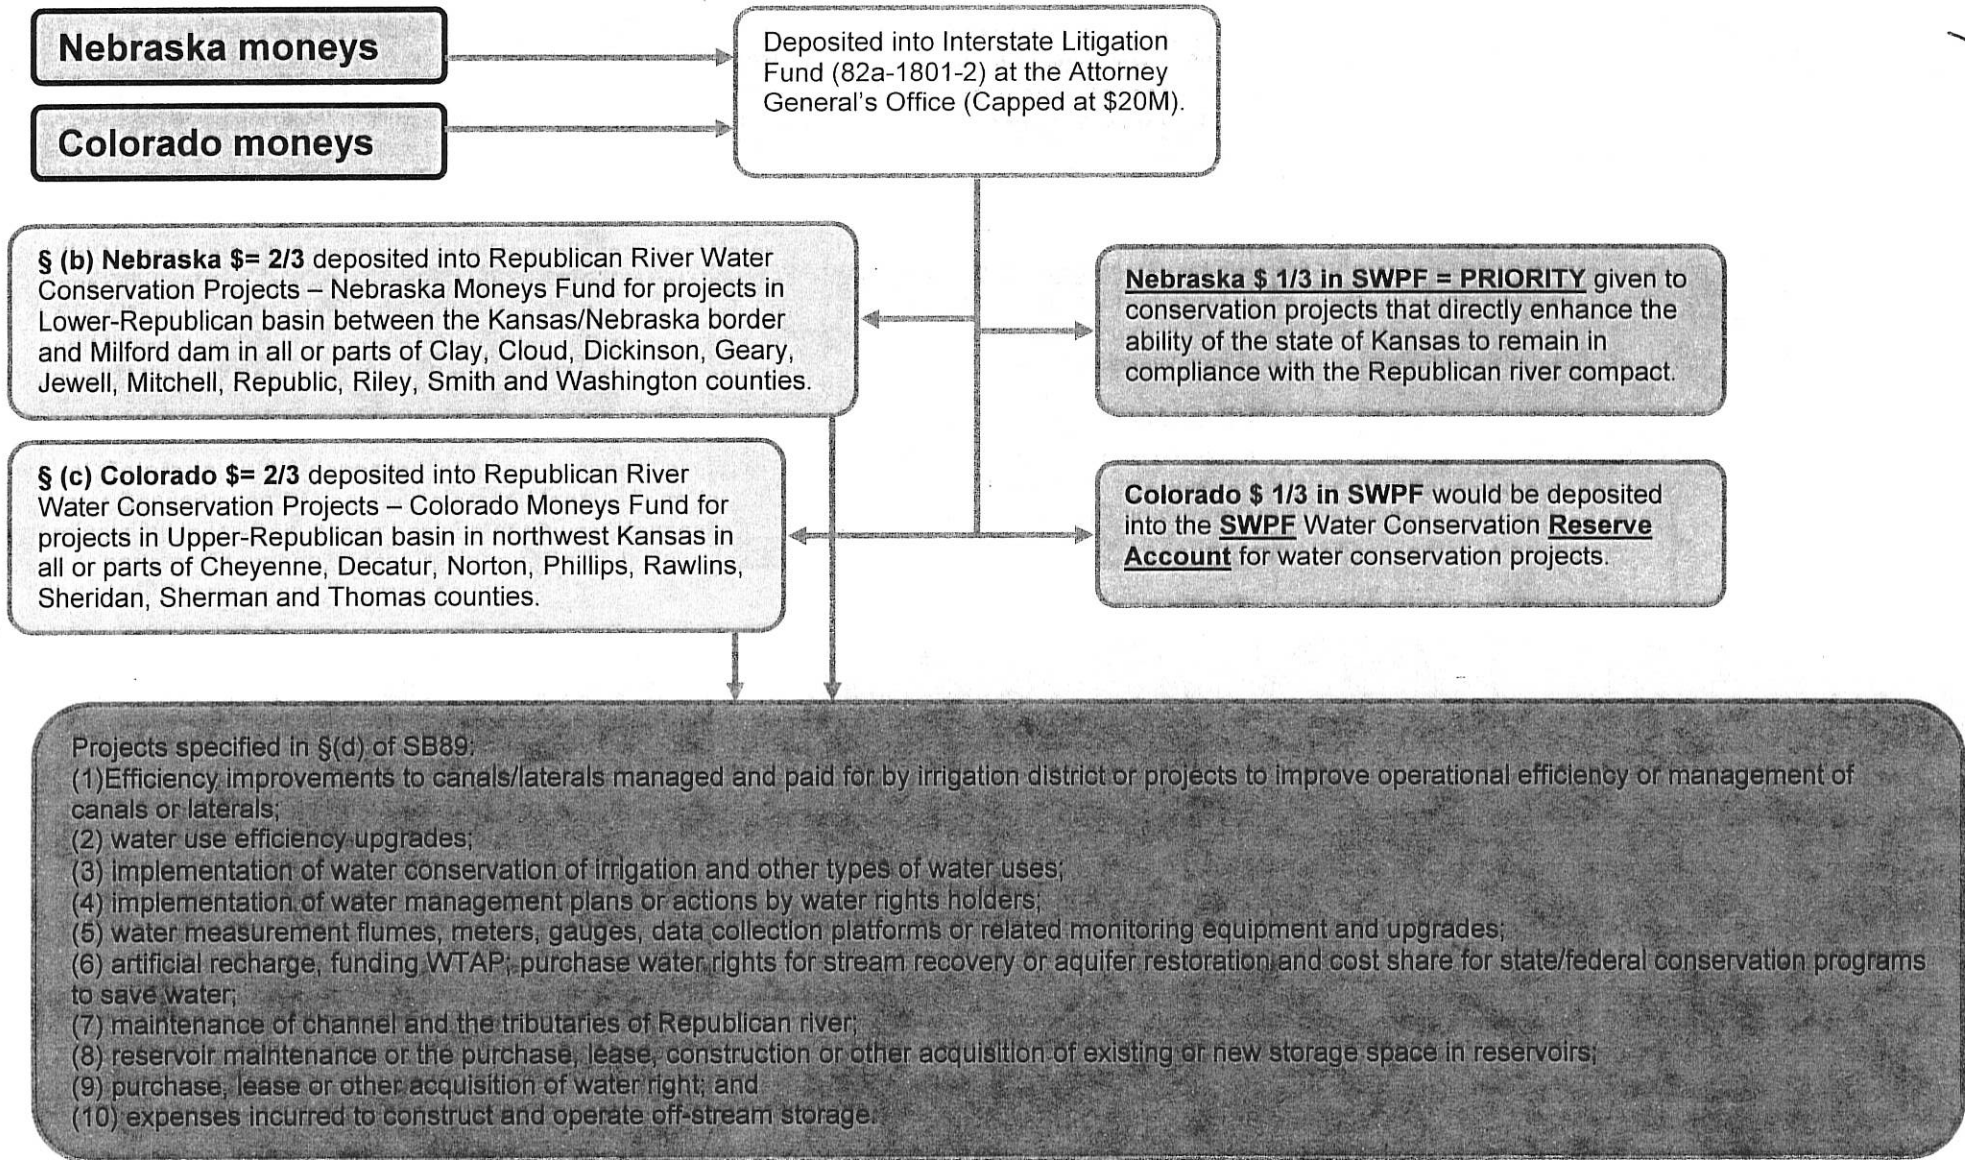 Nebraska moneys
Colorado moneys
Deposited into Interstate Litigation
Fund (82a-1801-2) at the Attorney
General's Office (Capped at $20M).
§ (b) Nebraska $= 2/3 deposited into Republican River Water
Conservation Projects – Nebraska Moneys Fund for projects in
Lower-Republican basin between the Kansas/Nebraska border
and Milford dam in all or parts of Clay, Cloud, Dickinson, Geary,
Jewell, Mitchell, Republic, Riley, Smith and Washington counties.
Nebraska $ 1/3 in SWPF = PRIORITY given to
conservation projects that directly enhance the
ability of the state of Kansas to remain in
compliance with the Republican river compact.
§ (c) Colorado $= 2/3 deposited into Republican River
Water Conservation Projects – Colorado Moneys Fund for
projects in Upper-Republican basin in northwest Kansas in
all or parts of Cheyenne, Decatur, Norton, Phillips, Rawlins,
Sheridan, Sherman and Thomas counties.
Colorado $ 1/3 in SWPF would be deposited
into the SWPF Water Conservation Reserve
Account for water conservation projects.
Projects specified in §(d) of SB89:
(1)Efficiency improvements to canals/laterals managed and paid for by irrigation district or projects to improve operational efficiency or management of
canals or laterals;
(2) water use efficiency upgrades;
(3) implementation of water conservation of irrigation and other types of water uses;
(4) implementation of water management plans or actions by water rights holders;
(5) water measurement flumes, meters, gauges, data collection platforms or related monitoring equipment and upgrades;
(6) artificial recharge, funding WTAP; purchase water rights for stream recovery or aquifer restoration and cost share for state/federal conservation programs
to save water;
(7) maintenance of channel and the tributaries of Republican river;
(8) reservoir maintenance or the purchase, lease, construction or other acquisition of existing or new storage space in reservoirs;
(9) purchase, lease or other acquisition of water right; and
(10) expenses incurred to construct and operate off-stream storage.